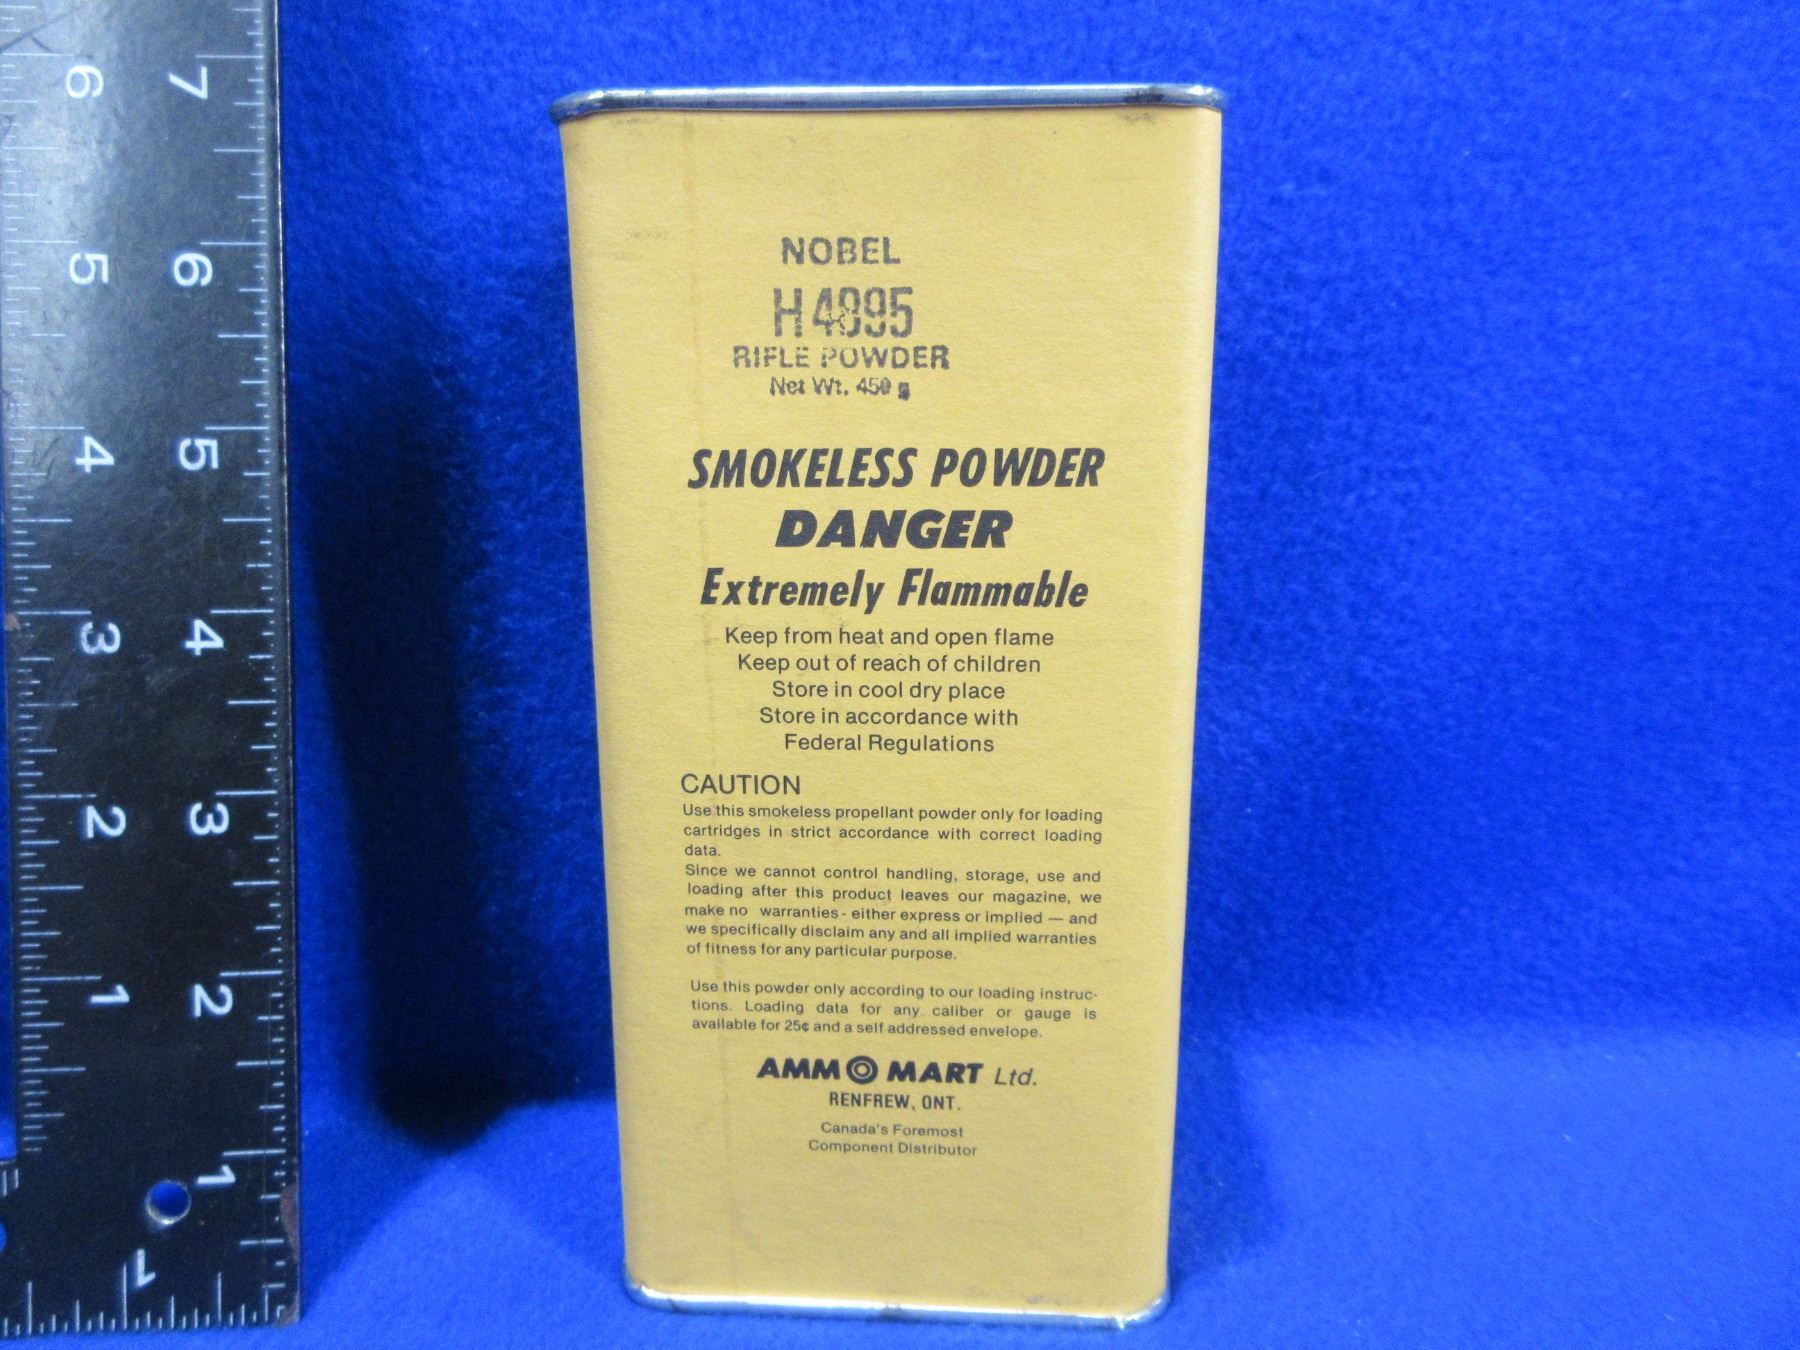 NOBEL
H4895
RIFLE POWDER
Net Wt. 450 g
SMOKELESS POWDER
DANGER
Extremely Flammable
Keep from heat and open flame
Keep out of reach of children
Store in cool dry place
Store in accordance with
Federal Regulations
CAUTION
Use this smokeless propellant powder only for loading
cartridges in strict accordance with correct loading
data.
Since we cannot control handling, storage, use and
loading after this product leaves our magazine, we
make no warranties - either express or implied — and
we specifically disclaim any and all implied warranties
of fitness for any particular purpose.
Use this powder only according to our loading instruc-
tions. Loading data for any caliber or gauge is
available for 25¢ and a self addressed envelope.
AMMO MART Ltd.
RENFREW, ONT.
Canada's Foremost
Component Distributor
6 7
5 6
4 5
3 4
2 3
1 2
1
1